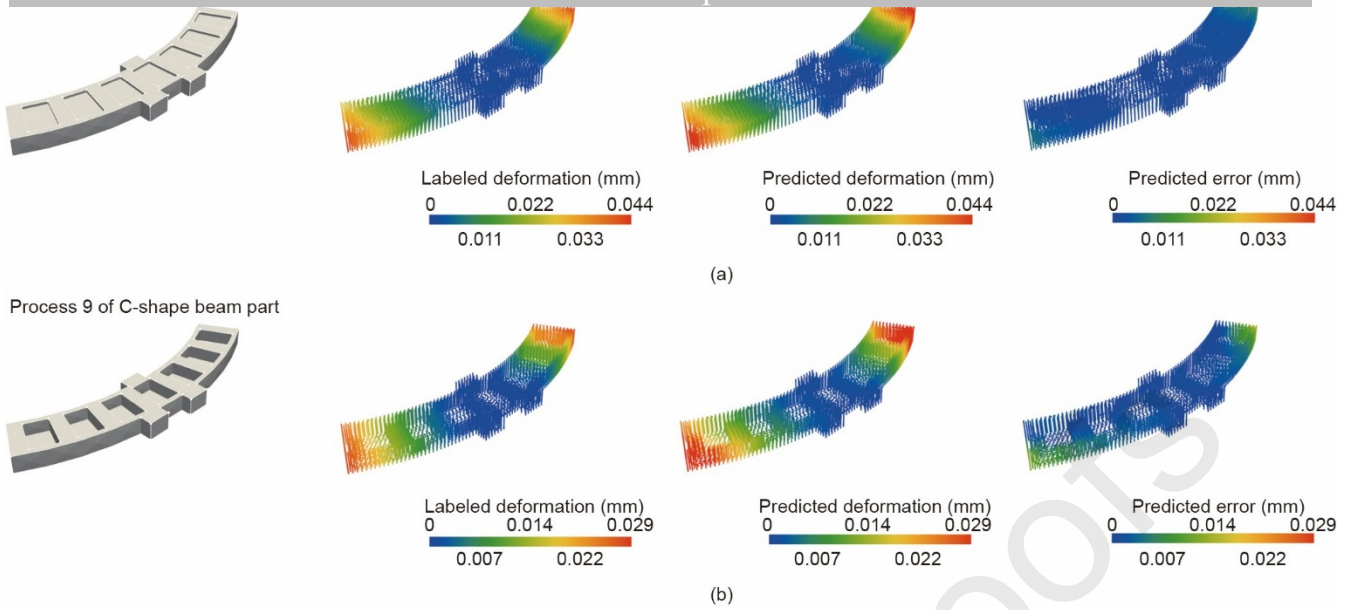 Labeled deformation (mm)
0 0.022 0.044
0.011 0.033
Predicted deformation (mm)
0 0.022 0.044
0.011 0.033
Predicted error (mm)
0 0.022 0.044
0.011 0.033
(a)
Process 9 of C-shape beam part
Labeled deformation (mm)
0 0.014 0.029
0.007 0.022
Predicted deformation (mm)
0 0.014 0.029
0.007 0.022
Predicted error (mm)
0 0.014 0.029
0.007 0.022
(b)